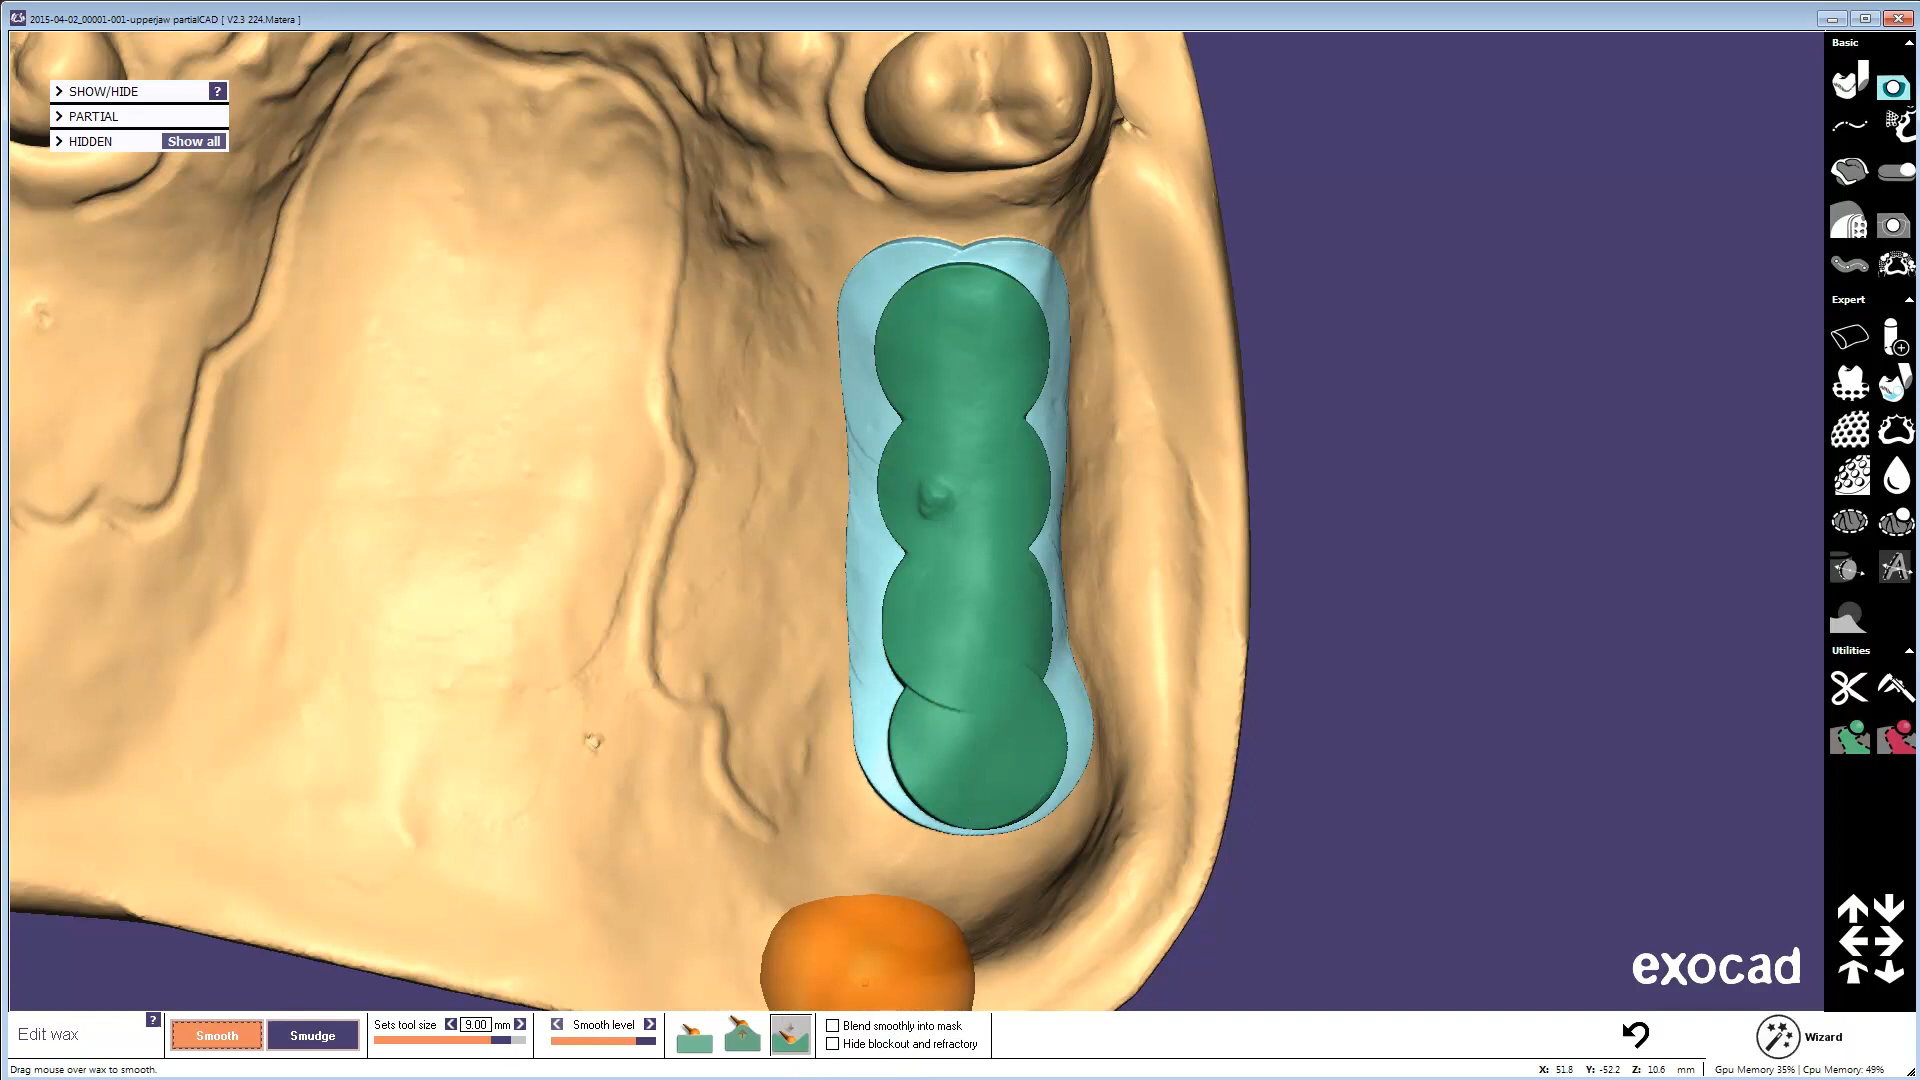 2015-04-02_00001-001-upperjaw partialCAD [ V2.3 224.Matera ]
Basic
SHOW/HIDE ?
PARTIAL
HIDDEN Show all
Expert
Utilities
exocad
Edit wax ?
Smooth Smudge
Sets tool size 9.00 mm
Smooth level
Blend smoothly into mask
Hide blockout and refractory
Wizard
Drag mouse over wax to smooth.
X: 51.8 Y: -52.2 Z: 10.6 mm
Gpu Memory 35% | Cpu Memory: 49%